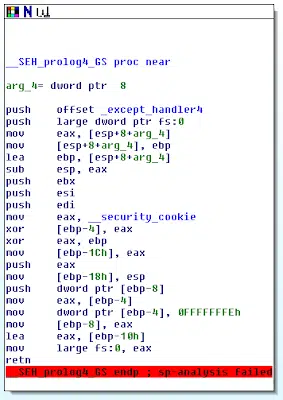 __SEH_prolog4_GS proc near
arg_4= dword ptr  8
push    offset _except_handler4
push    large dword ptr fs:0
mov     eax, [esp+8+arg_4]
mov     [esp+8+arg_4], ebp
lea     ebp, [esp+8+arg_4]
sub     esp, eax
push    ebx
push    esi
push    edi
mov     eax, __security_cookie
xor     [ebp-4], eax
xor     eax, ebp
mov     [ebp-1Ch], eax
push    eax
mov     [ebp-18h], esp
push    dword ptr [ebp-8]
mov     eax, [ebp-4]
mov     dword ptr [ebp-4], 0FFFFFFFEh
mov     [ebp-8], eax
lea     eax, [ebp-10h]
mov     large fs:0, eax
retn
__SEH_prolog4_GS endp ; sp-analysis failed